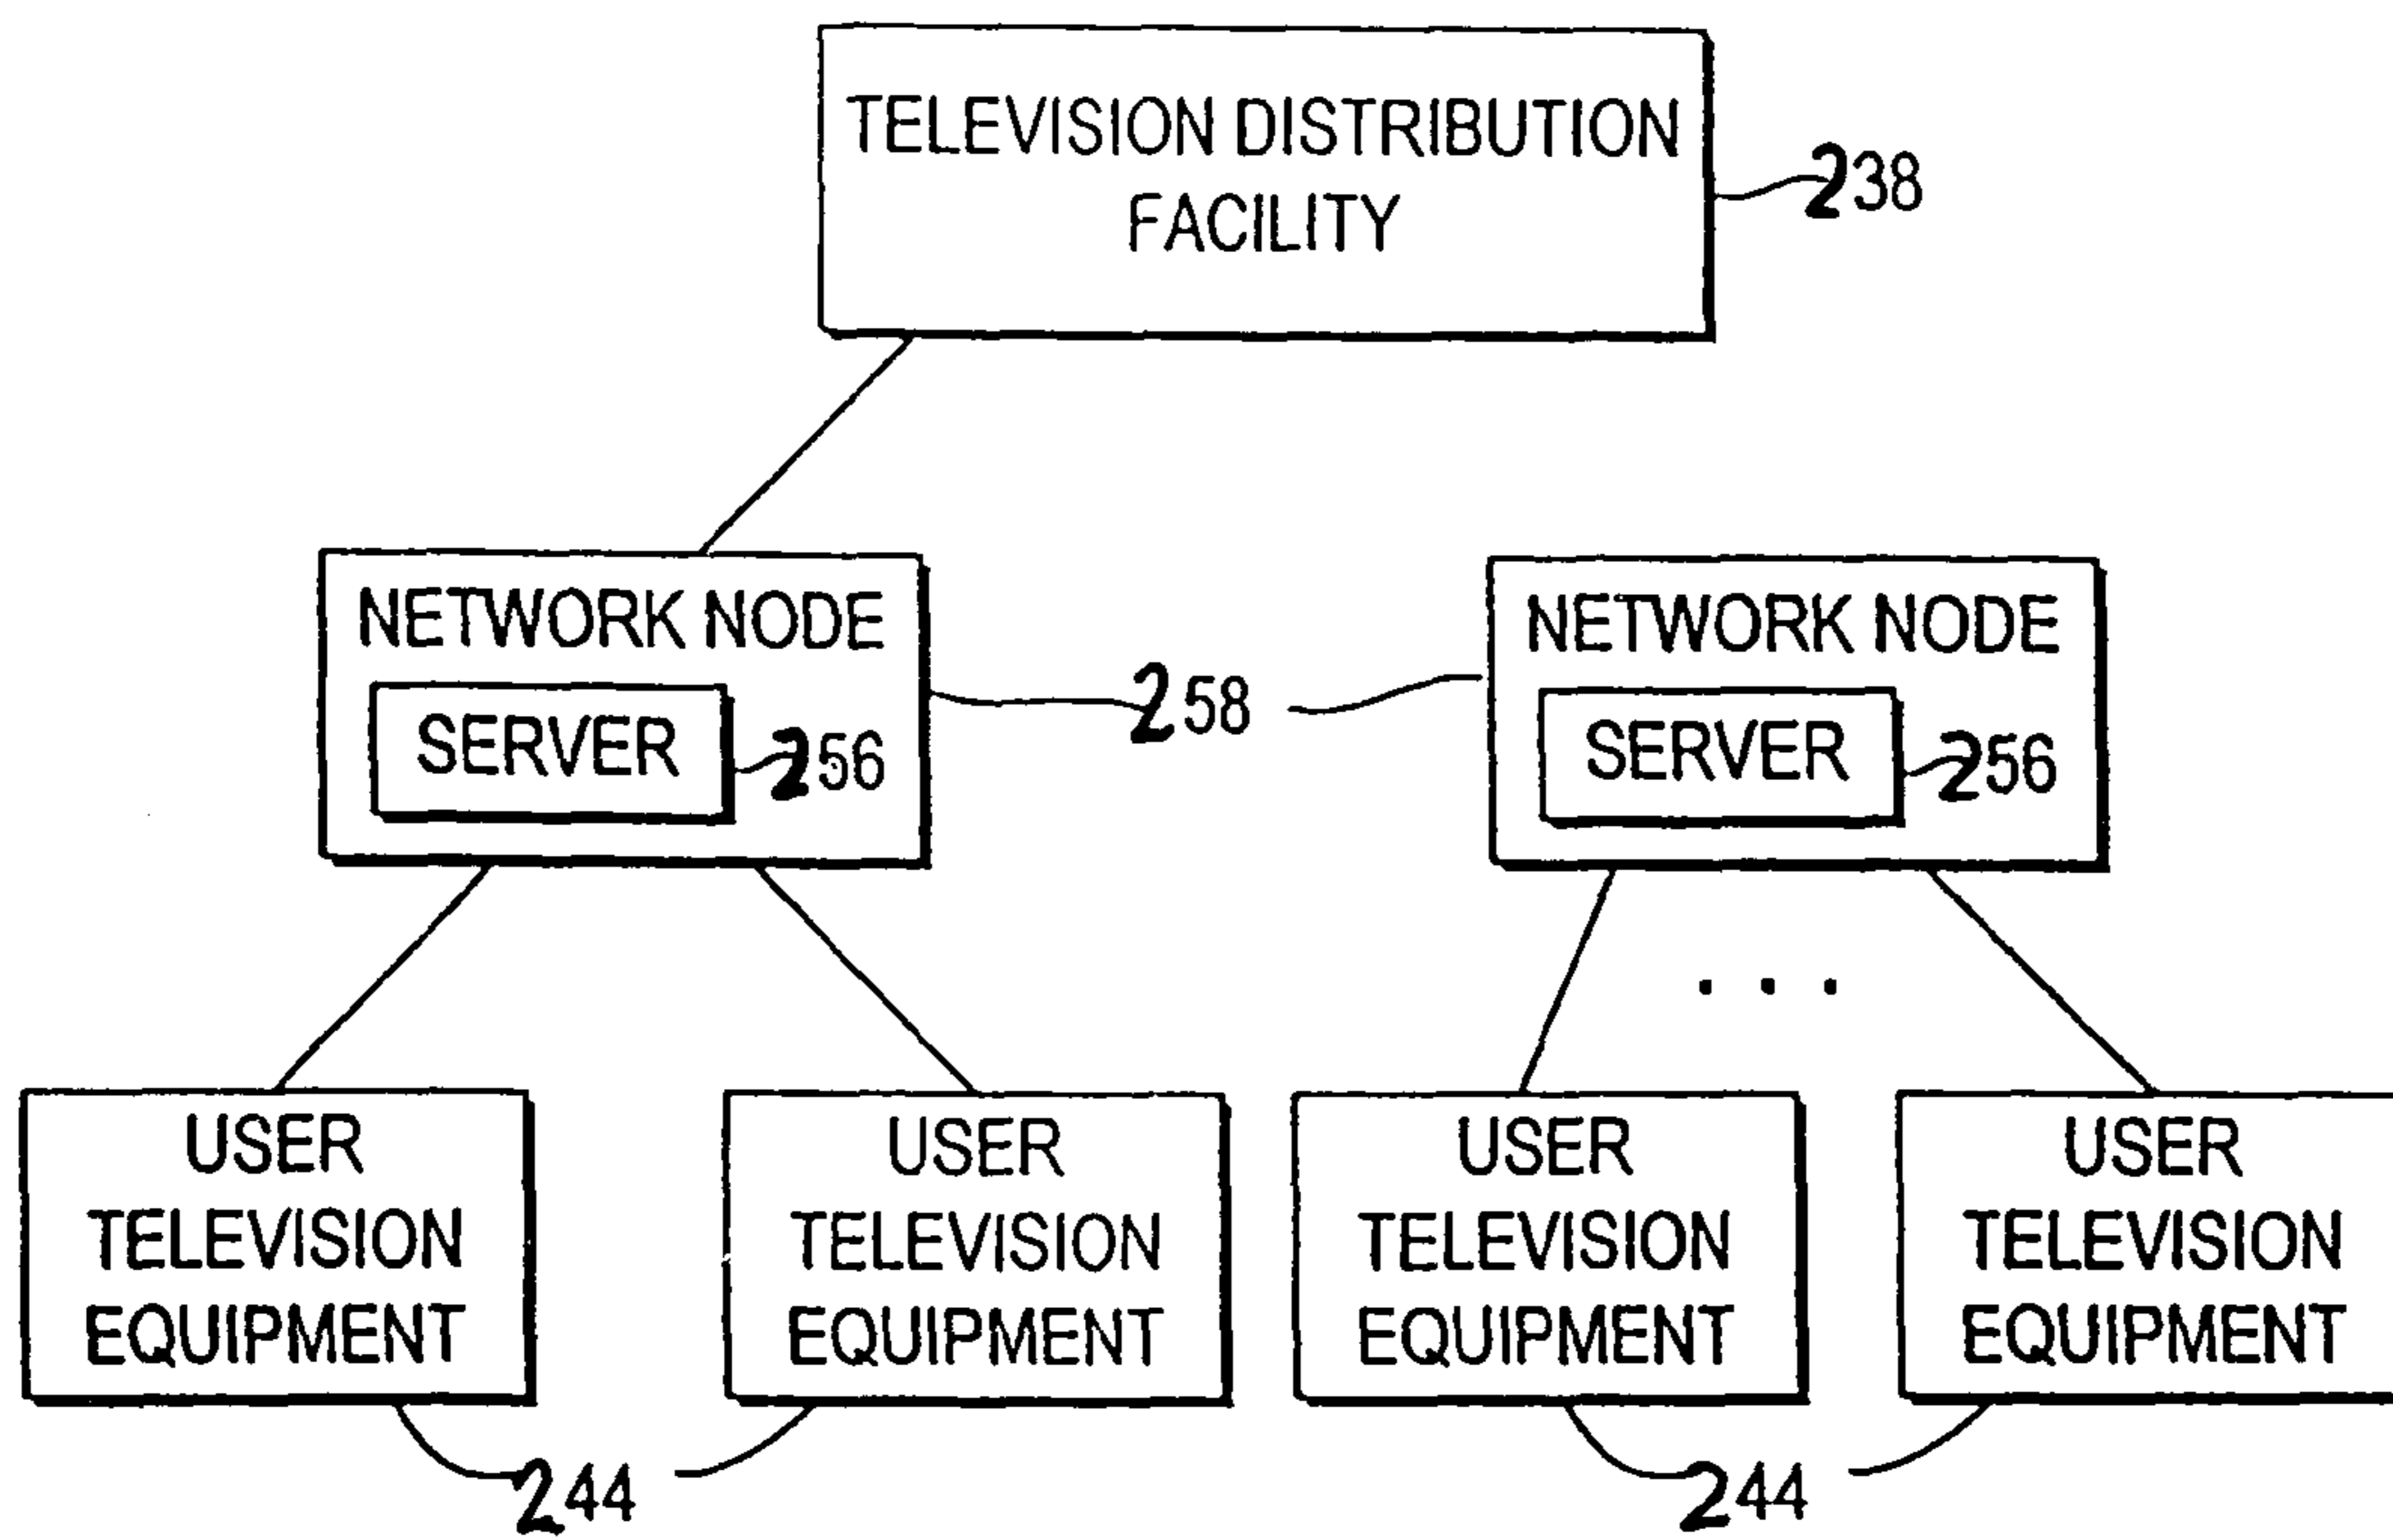 TELEVISION DISTRIBUTION
FACILITY
238
NETWORK NODE
SERVER
256
258
NETWORK NODE
SERVER
256
. . .
USER
TELEVISION
EQUIPMENT
USER
TELEVISION
EQUIPMENT
USER
TELEVISION
EQUIPMENT
USER
TELEVISION
EQUIPMENT
244
244